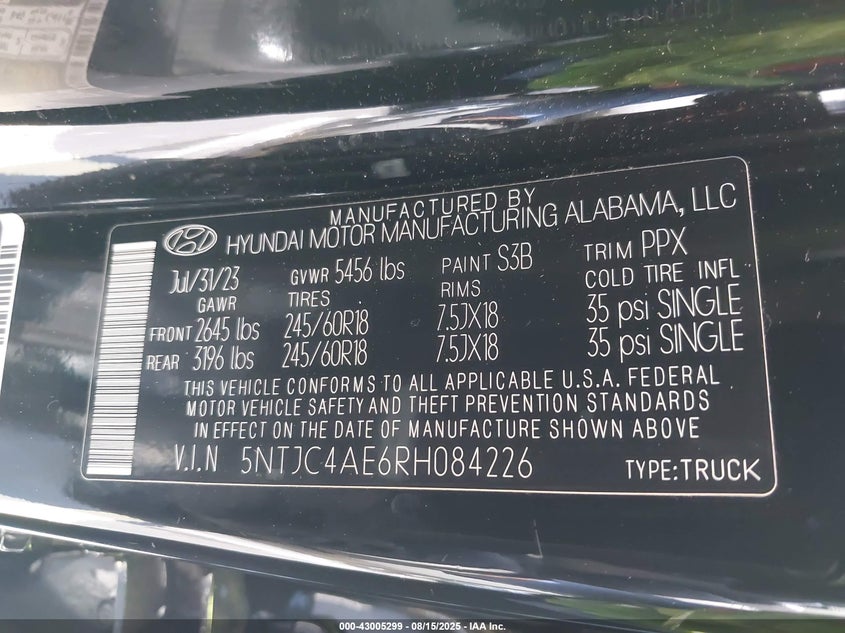 MANUFACTURED BY
HYUNDAI MOTOR MANUFACTURING ALABAMA, LLC
Jul/31/23 GVWR 5456 lbs PAINT S3B TRIM PPX
GAWR TIRES RIMS COLD TIRE INFL
FRONT 2645 lbs 245/60R18 7.5JX18 35 psi SINGLE
REAR 3196 lbs 245/60R18 7.5JX18 35 psi SINGLE
THIS VEHICLE CONFORMS TO ALL APPLICABLE U.S.A. FEDERAL
MOTOR VEHICLE SAFETY AND THEFT PREVENTION STANDARDS
IN EFFECT ON THE DATE OF MANUFACTURE SHOWN ABOVE
V.I.N 5NTJC4AE6RH084226 TYPE:TRUCK
000-43005299 - 08/15/2025 - IAA Inc.